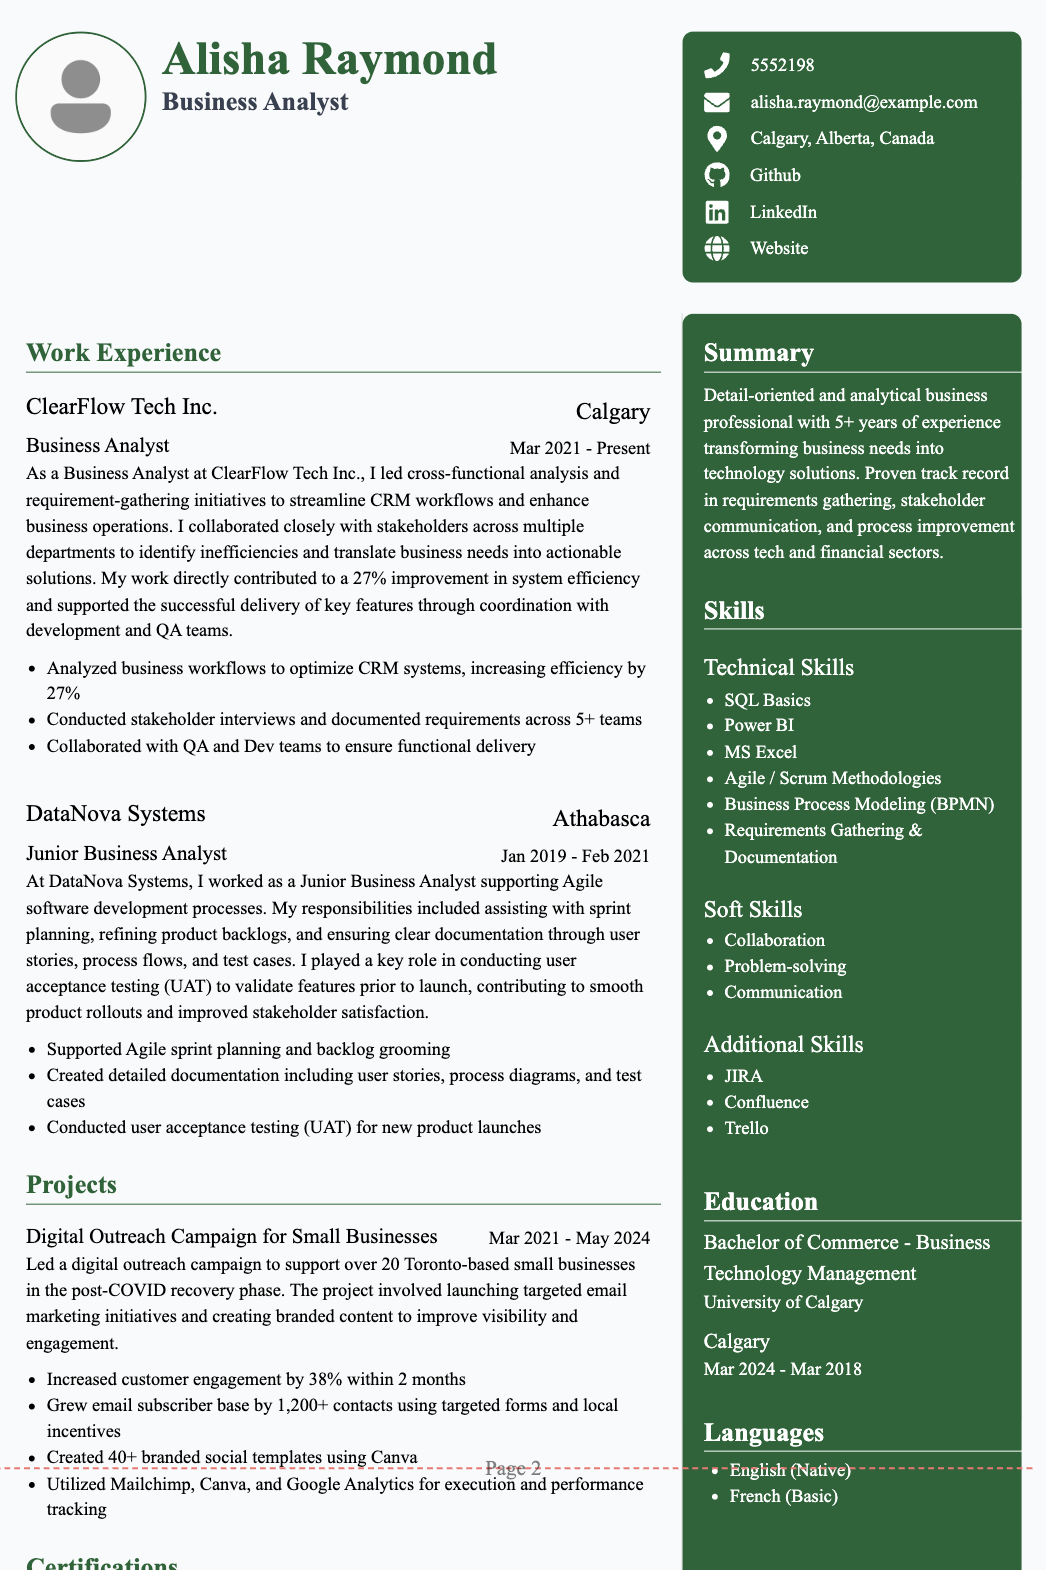 Alisha Raymond
Business Analyst
5552198
alisha.raymond@example.com
Calgary, Alberta, Canada
Github
LinkedIn
Website
Work Experience
ClearFlow Tech Inc.
Calgary
Business Analyst
Mar 2021 - Present
As a Business Analyst at ClearFlow Tech Inc., I led cross-functional analysis and
requirement-gathering initiatives to streamline CRM workflows and enhance
business operations. I collaborated closely with stakeholders across multiple
departments to identify inefficiencies and translate business needs into actionable
solutions. My work directly contributed to a 27% improvement in system efficiency
and supported the successful delivery of key features through coordination with
development and QA teams.
• Analyzed business workflows to optimize CRM systems, increasing efficiency by
27%
• Conducted stakeholder interviews and documented requirements across 5+ teams
• Collaborated with QA and Dev teams to ensure functional delivery
DataNova Systems
Athabasca
Junior Business Analyst
Jan 2019 - Feb 2021
At DataNova Systems, I worked as a Junior Business Analyst supporting Agile
software development processes. My responsibilities included assisting with sprint
planning, refining product backlogs, and ensuring clear documentation through user
stories, process flows, and test cases. I played a key role in conducting user
acceptance testing (UAT) to validate features prior to launch, contributing to smooth
product rollouts and improved stakeholder satisfaction.
• Supported Agile sprint planning and backlog grooming
• Created detailed documentation including user stories, process diagrams, and test
cases
• Conducted user acceptance testing (UAT) for new product launches
Projects
Digital Outreach Campaign for Small Businesses
Mar 2021 - May 2024
Led a digital outreach campaign to support over 20 Toronto-based small businesses
in the post-COVID recovery phase. The project involved launching targeted email
marketing initiatives and creating branded content to improve visibility and
engagement.
• Increased customer engagement by 38% within 2 months
• Grew email subscriber base by 1,200+ contacts using targeted forms and local
incentives
• Created 40+ branded social templates using Canva
Page 2
• Utilized Mailchimp, Canva, and Google Analytics for execution and performance
tracking
Certifications
Summary
Detail-oriented and analytical business
professional with 5+ years of experience
transforming business needs into
technology solutions. Proven track record
in requirements gathering, stakeholder
communication, and process improvement
across tech and financial sectors.
Skills
Technical Skills
• SQL Basics
• Power BI
• MS Excel
• Agile / Scrum Methodologies
• Business Process Modeling (BPMN)
• Requirements Gathering &
Documentation
Soft Skills
• Collaboration
• Problem-solving
• Communication
Additional Skills
• JIRA
• Confluence
• Trello
Education
Bachelor of Commerce - Business
Technology Management
University of Calgary
Calgary
Mar 2024 - Mar 2018
Languages
• English (Native)
• French (Basic)